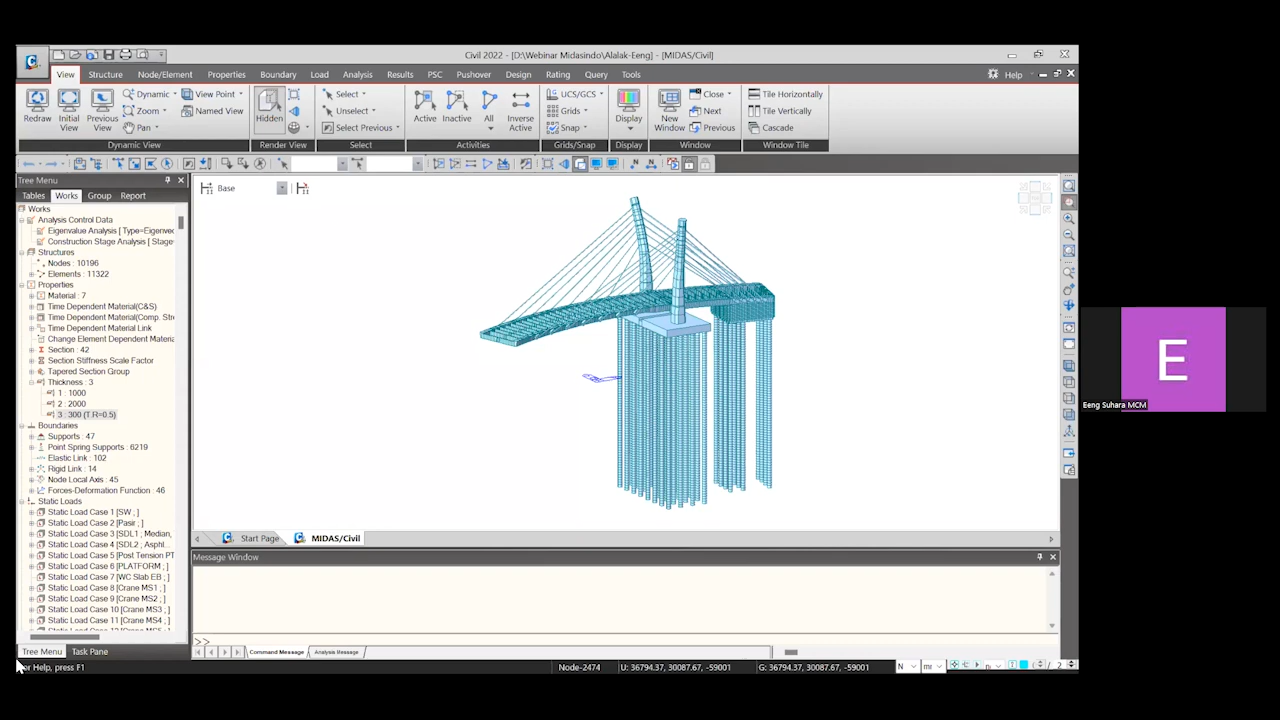 Civil 2022 - [D:\Webinar Midasindo\Alalak-Eeng] - [MIDAS/Civil]
View Structure Node/Element Properties Boundary Load Analysis Results PSC Pushover Design Rating Query Tools Help
Redraw Initial View Previous View Dynamic Zoom Pan View Point Named View
Hidden
Select Unselect Select Previous
Active Inactive All Inverse Active
UCS/GCS Grids Snap
Display
New Window Close Next Previous
Tile Horizontally Tile Vertically Cascade
Dynamic View Render View Select Activities Grids/Snap Display Window Window Tile
Tree Menu
Tables Works Group Report
Base
Works
Analysis Control Data
Eigenvalue Analysis [ Type=Eigenvec
Construction Stage Analysis [ Stage
Structures
Nodes : 10196
Elements : 11322
Properties
Material : 7
Time Dependent Material(C&S)
Time Dependent Material(Comp. Stre
Time Dependent Material Link
Change Element Dependent Materia
Section : 42
Section Stiffness Scale Factor
Tapered Section Group
Thickness : 3
1 : 1000
2 : 2000
3 : 300 (T.R=0.5)
Boundaries
Supports : 47
Point Spring Supports : 6219
Elastic Link : 102
Rigid Link : 14
Node Local Axis : 45
Forces-Deformation Function : 46
Static Loads
Static Load Case 1 [SW ; ]
Static Load Case 2 [Pasir ; ]
Static Load Case 3 [SDL1 ; Median,
Static Load Case 4 [SDL2 ; Asphl...
Static Load Case 5 [Post Tension PT
Static Load Case 6 [PLATFORM ; ]
Static Load Case 7 [WC Slab EB ; ]
Static Load Case 8 [Crane MS1 ; ]
Static Load Case 9 [Crane MS2 ; ]
Static Load Case 10 [Crane MS3 ; ]
Static Load Case 11 [Crane MS4 ; ]
Tree Menu Task Pane
Start Page MIDAS/Civil
Message Window
>>
Command Message Analysis Message
or Help, press F1
Node-2474 U: 36794.37, 30087.67, -59001 G: 36794.37, 30087.67, -59001 N
/ 2
E
Eeng Suhara MCM